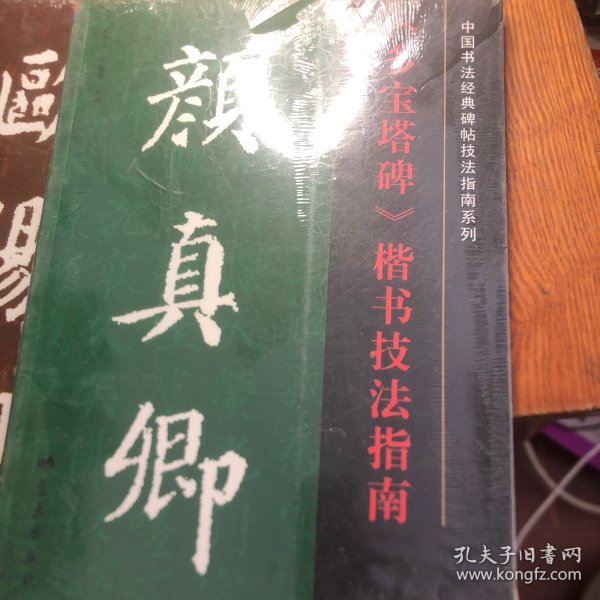 中国书法经典碑帖技法指南系列
宝塔碑》楷书技法指南
颜真卿
孔夫子旧书网
www.kongfz.com